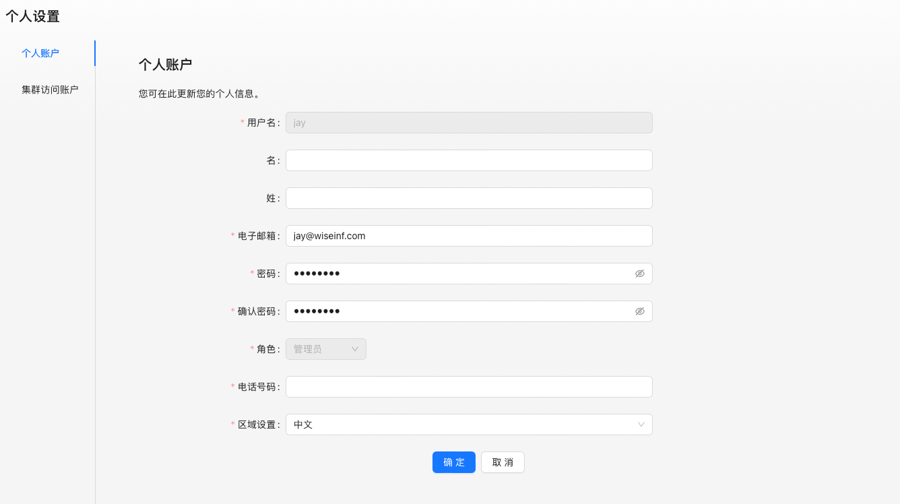 个人设置
个人账户
集群访问账户
个人账户
您可在此更新您的个人信息。
* 用户名: jay
名:
姓:
* 电子邮箱: jay@wiseinf.com
* 密码: ●●●●●●●●
* 确认密码: ●●●●●●●●
* 角色: 管理员
* 电话号码:
* 区域设置: 中文
确 定 取 消